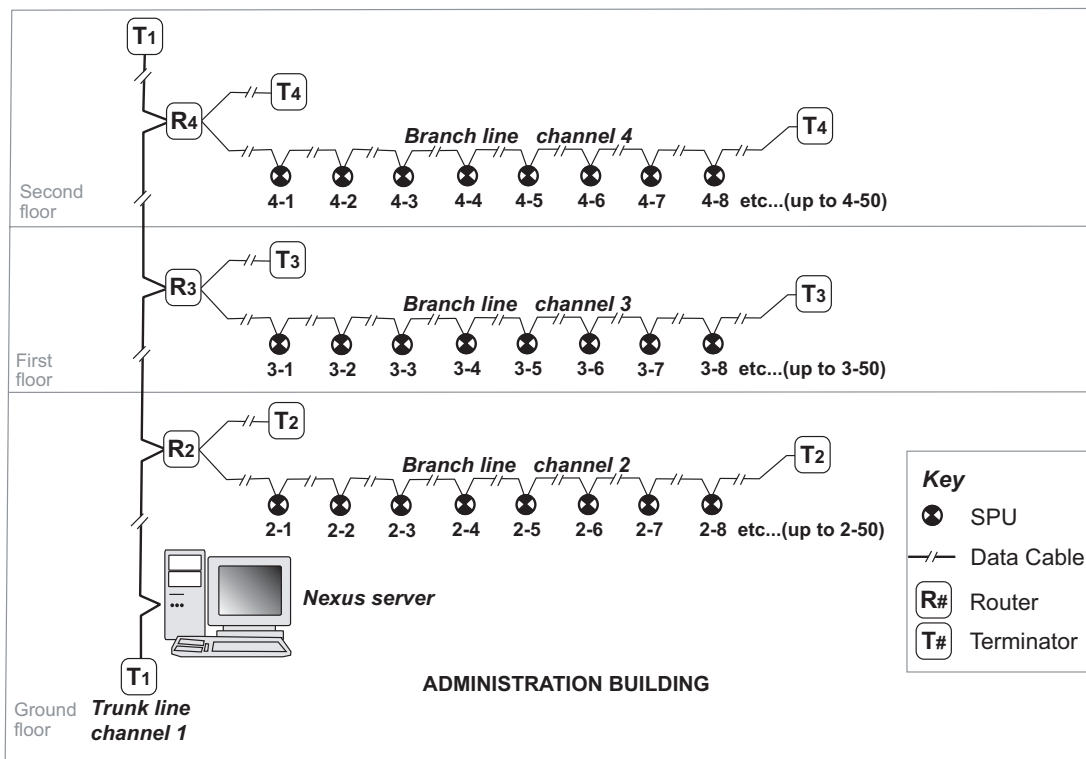 T1
T4
R4
Branch line channel 4
T4
4-1 4-2 4-3 4-4 4-5 4-6 4-7 4-8 etc...(up to 4-50)
Second
floor
T3
R3
Branch line channel 3
T3
3-1 3-2 3-3 3-4 3-5 3-6 3-7 3-8 etc...(up to 3-50)
First
floor
T2
R2
Branch line channel 2
T2
2-1 2-2 2-3 2-4 2-5 2-6 2-7 2-8 etc...(up to 2-50)
Nexus server
T1
Ground
floor
Trunk line
channel 1
ADMINISTRATION BUILDING
Key
SPU
Data Cable
R# Router
T# Terminator